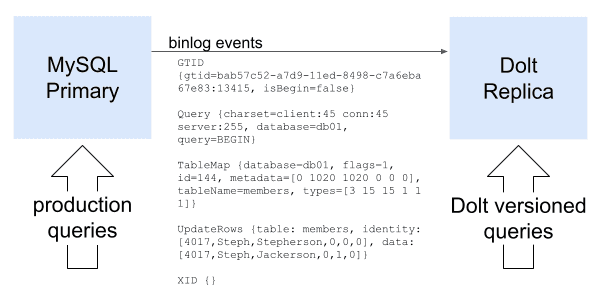 MySQL
Primary
binlog events
Dolt
Replica
GTID
{gtid=bab57c52-a7d9-11ed-8498-c7a6eba
67e83:13415, isBegin=false}
Query {charset=client:45 conn:45
server:255, database=db01,
query=BEGIN}
TableMap {database=db01, flags=1,
id=144, metadata=[0 1020 1020 0 0 0],
tableName=members, types=[3 15 15 1 1
1]}
UpdateRows {table: members, identity:
[4017,Steph,Stepherson,0,0,0], data:
[4017,Steph,Jackerson,0,1,0]}
XID {}
production
queries
Dolt versioned
queries